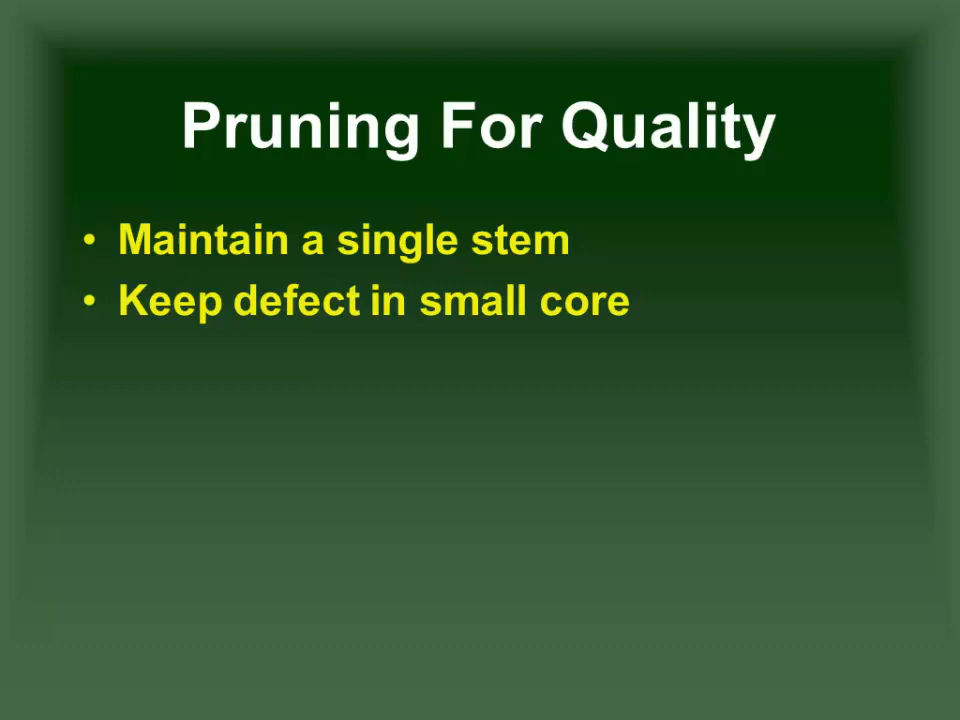 Pruning For Quality
• Maintain a single stem
• Keep defect in small core